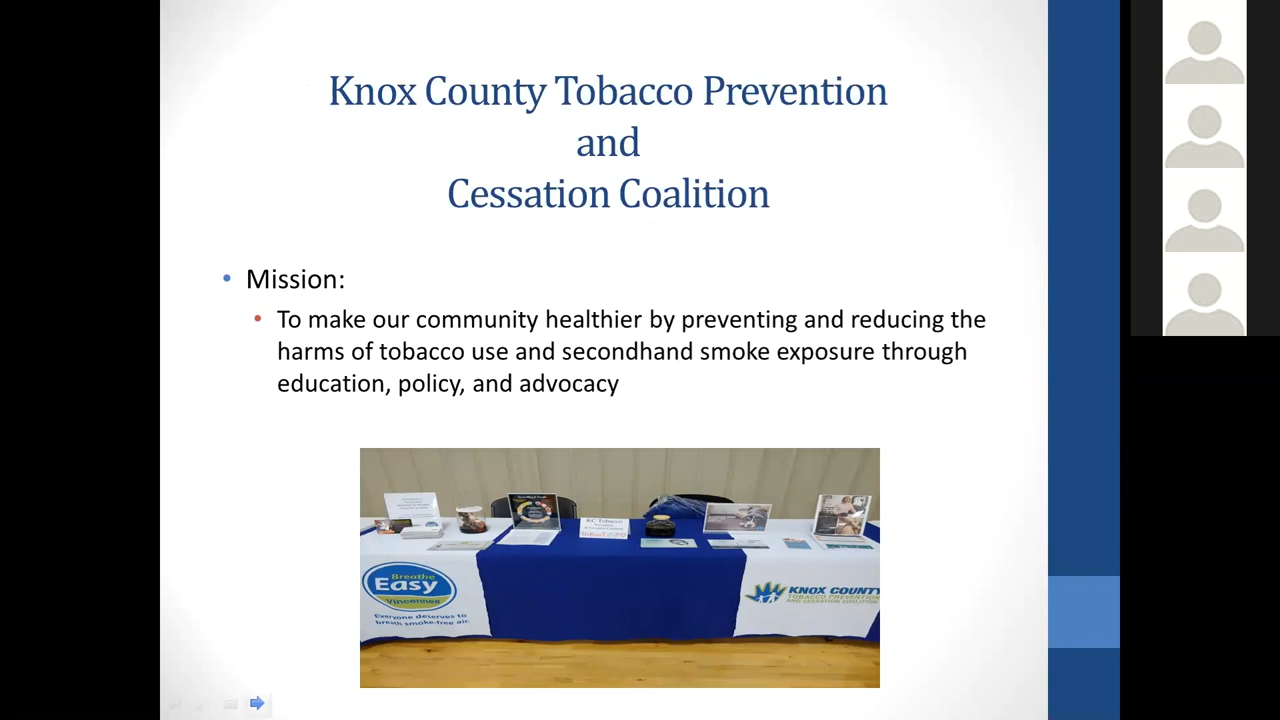 Knox County Tobacco Prevention
and
Cessation Coalition
• Mission:
• To make our community healthier by preventing and reducing the
harms of tobacco use and secondhand smoke exposure through
education, policy, and advocacy
KC Tobacco
Breathe
Easy
Vincennes
Everyone deserves to
breath smoke-free air.
KNOX COUNTY
TOBACCO PREVENTION
AND CESSATION COALITION